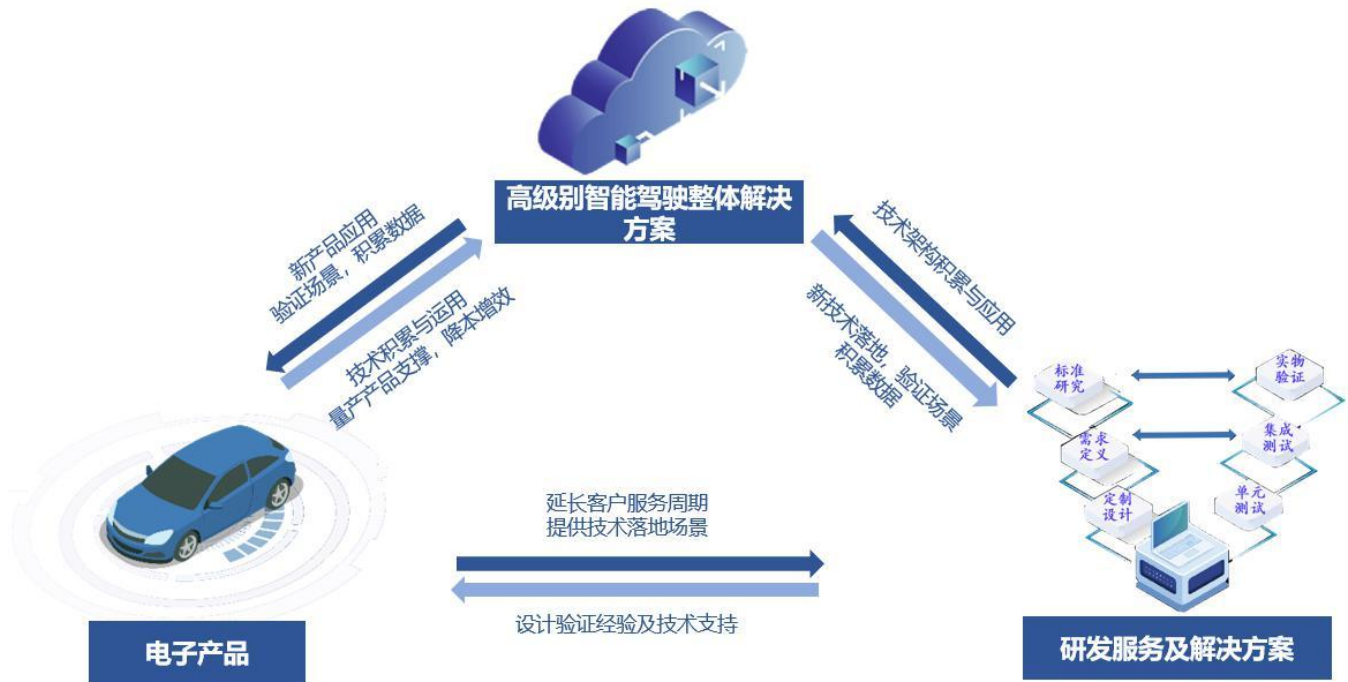 高级别智能驾驶整体解决
方案
新产品应用
验证场景，积累数据
技术积累与运用
量产产品支撑，降本增效
技术架构积累与应用
新技术落地，验证场景
积累数据
标准
研究
实物
验证
需求
定义
集成
测试
定制
设计
单元
测试
延长客户服务周期
提供技术落地场景
设计验证经验及技术支持
电子产品
研发服务及解决方案